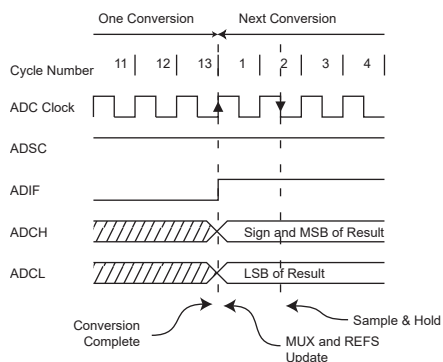 One Conversion Next Conversion
Cycle Number 11 12 13 1 2 3 4
ADC Clock
ADSC
ADIF
ADCH Sign and MSB of Result
ADCL LSB of Result
Sample & Hold
Conversion
Complete
MUX and REFS
Update